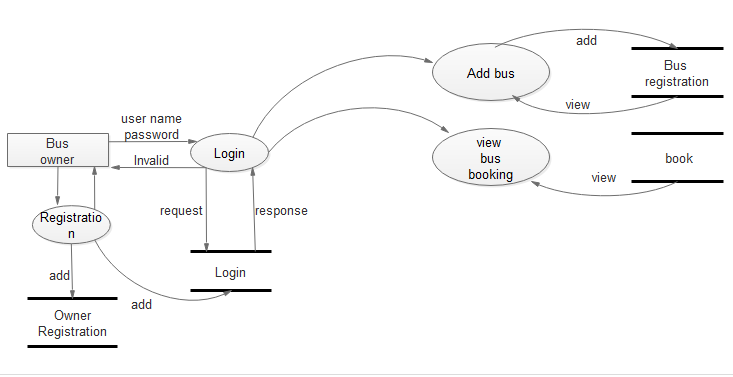 add
Add bus
Bus
registration
view
user name
password
Bus
owner
Login
Invalid
view
bus
booking
book
view
Registratio
n
request
response
add
Login
add
Owner
Registration